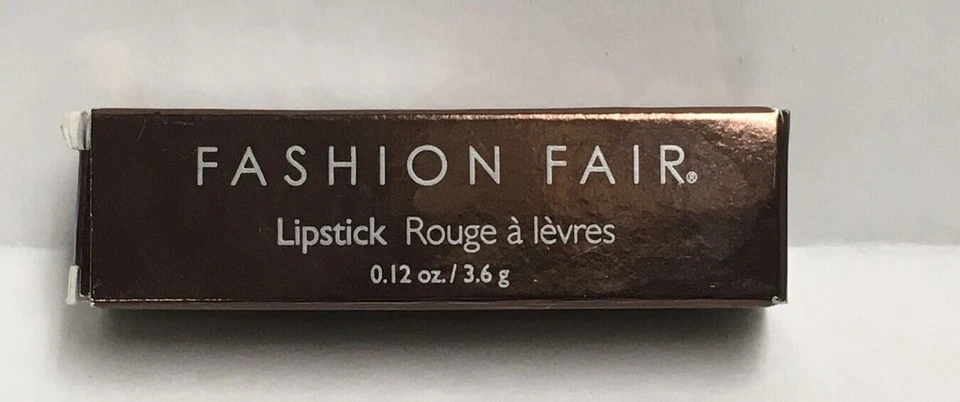 FASHION FAIR®
Lipstick Rouge à lèvres
0.12 oz. / 3.6 g